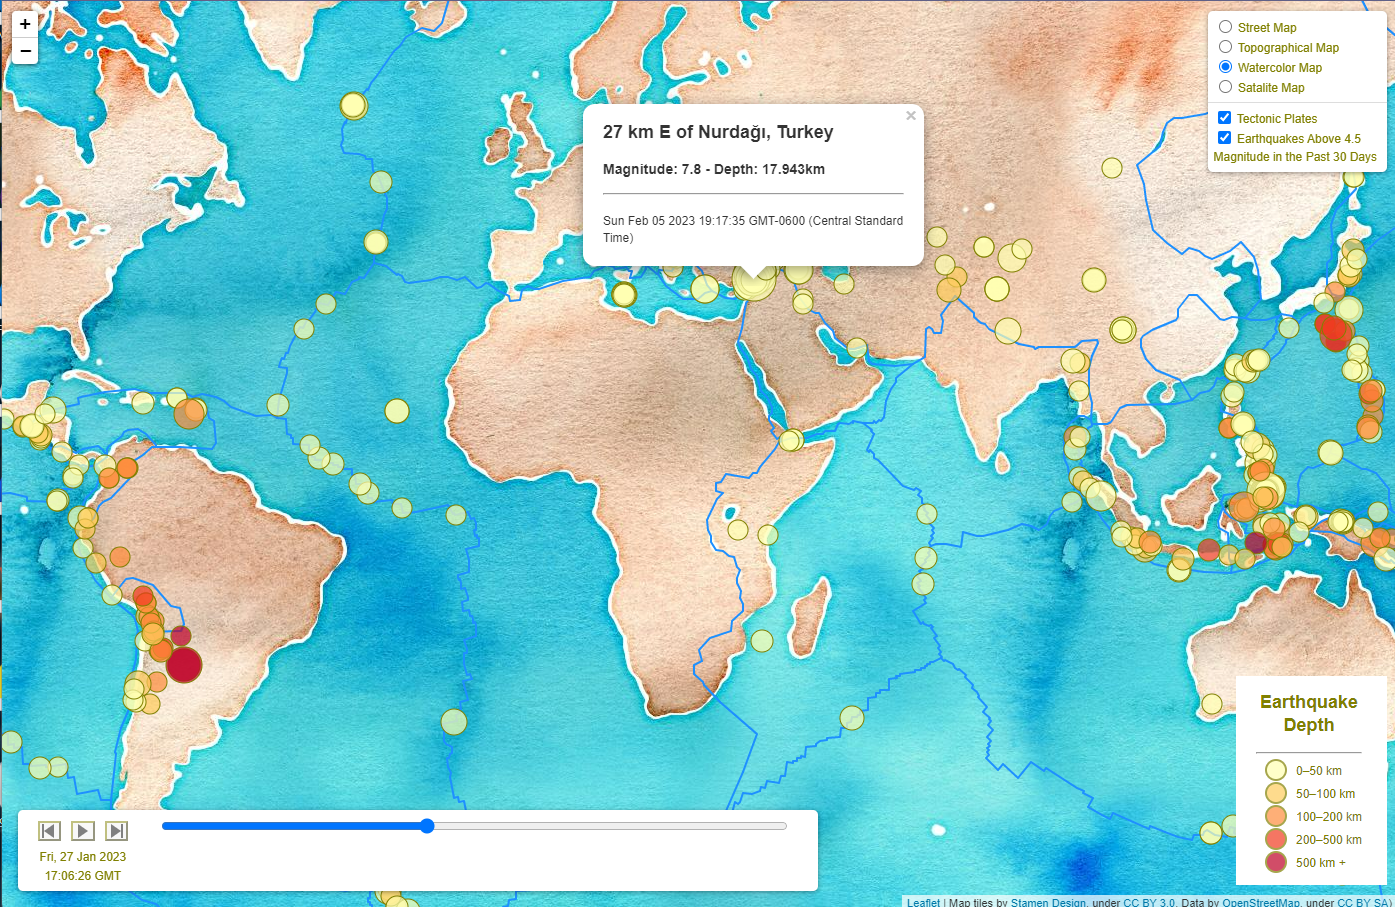 +
−
Street Map
Topographical Map
Watercolor Map
Satalite Map
Tectonic Plates
Earthquakes Above 4.5
Magnitude in the Past 30 Days
×
27 km E of Nurdağı, Turkey
Magnitude: 7.8 - Depth: 17.943km
Sun Feb 05 2023 19:17:35 GMT-0600 (Central Standard
Time)
Earthquake
Depth
0–50 km
50–100 km
100–200 km
200–500 km
500 km +
Fri, 27 Jan 2023
17:06:26 GMT
Leaflet | Map tiles by Stamen Design, under CC BY 3.0. Data by OpenStreetMap, under CC BY SA)